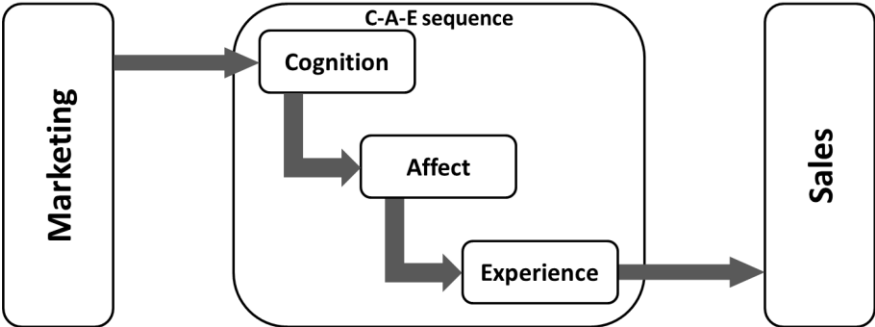 Marketing
C-A-E sequence
Cognition
Affect
Experience
Sales